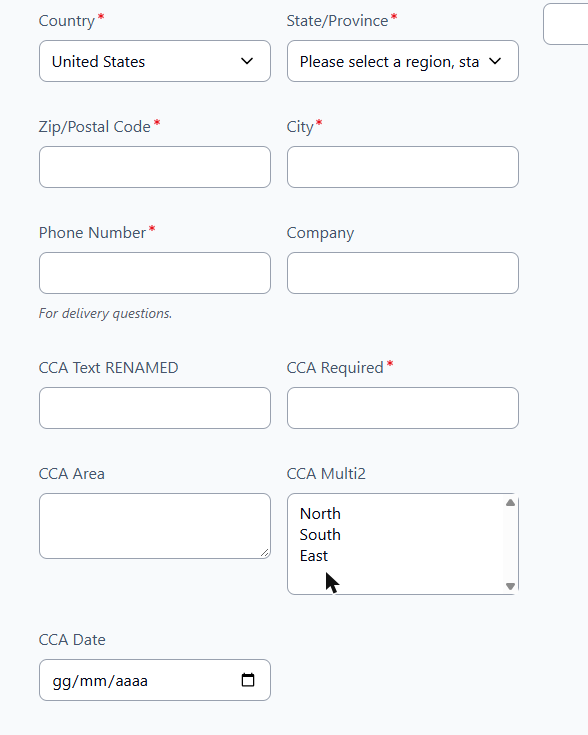 Country*
State/Province*
United States
Please select a region, sta
Zip/Postal Code*
City*
Phone Number*
Company
For delivery questions.
CCA Text RENAMED
CCA Required*
CCA Area
CCA Multi2
North
South
East
CCA Date
gg/mm/aaaa